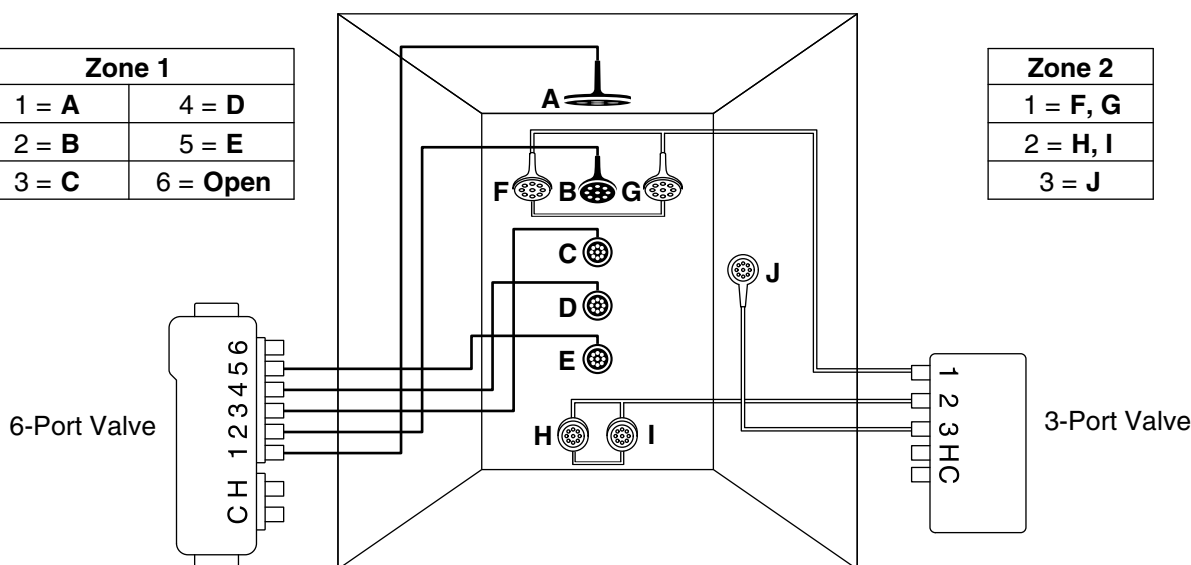 Zone 1
1 = A 4 = D
2 = B 5 = E
3 = C 6 = Open
Zone 2
1 = F, G
2 = H, I
3 = J
A
F B G
C
J
D
E
H I
6-Port Valve
1 2 3 4 5 6
C H
3-Port Valve
1 2 3 H C